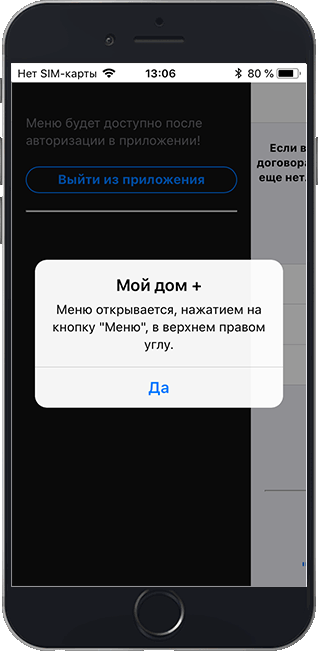 Нет SIM-карты 13:06 80 %
Меню будет доступно после
авторизации в приложении!
Выйти из приложения
Если в
договора
еще нет.
Мой дом +
Меню открывается, нажатием на
кнопку "Меню", в верхнем правом
углу.
Да